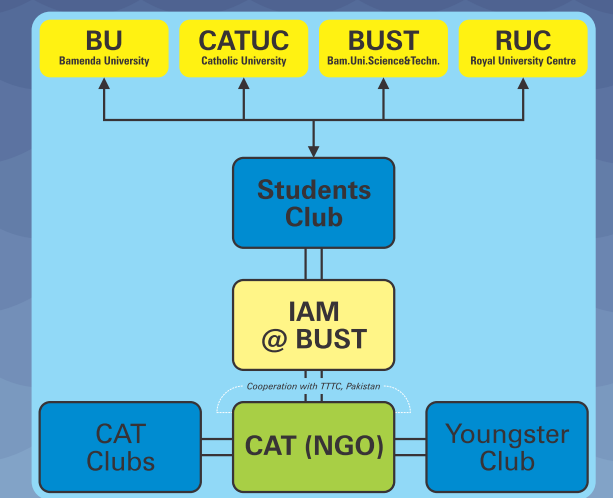 BU
Bamenda University
CATUC
Catholic University
BUST
Bam.Uni.Science&Techn.
RUC
Royal University Centre
Students
Club
IAM
@ BUST
Cooperation with TTTC, Pakistan
CAT
Clubs
CAT (NGO)
Youngster
Club